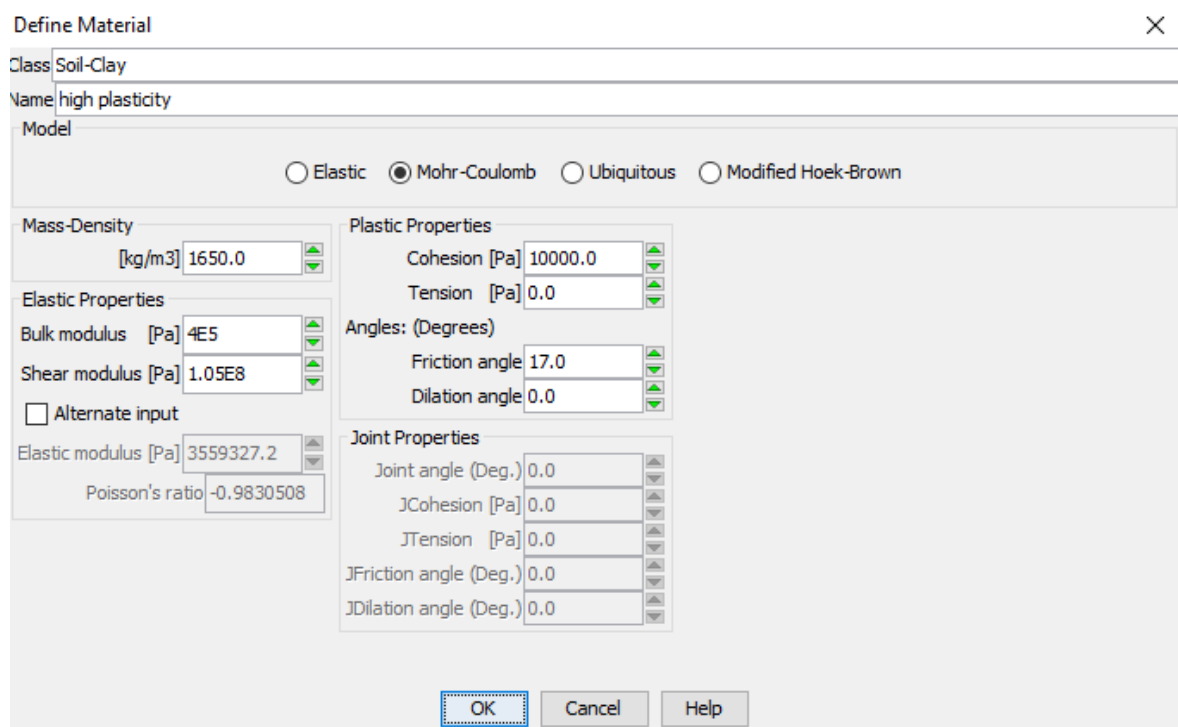 Define Material
Class Soil-Clay
Name high plasticity
Model
Elastic Mohr-Coulomb Ubiquitous Modified Hoek-Brown
Mass-Density
[kg/m3] 1650.0
Elastic Properties
Bulk modulus [Pa] 4E5
Shear modulus [Pa] 1.05E8
Alternate input
Elastic modulus [Pa] 3559327.2
Poisson's ratio -0.9830508
Plastic Properties
Cohesion [Pa] 10000.0
Tension [Pa] 0.0
Angles: (Degrees)
Friction angle 17.0
Dilation angle 0.0
Joint Properties
Joint angle (Deg.) 0.0
JCohesion [Pa] 0.0
JTension [Pa] 0.0
JFriction angle (Deg.) 0.0
JDilation angle (Deg.) 0.0
OK Cancel Help